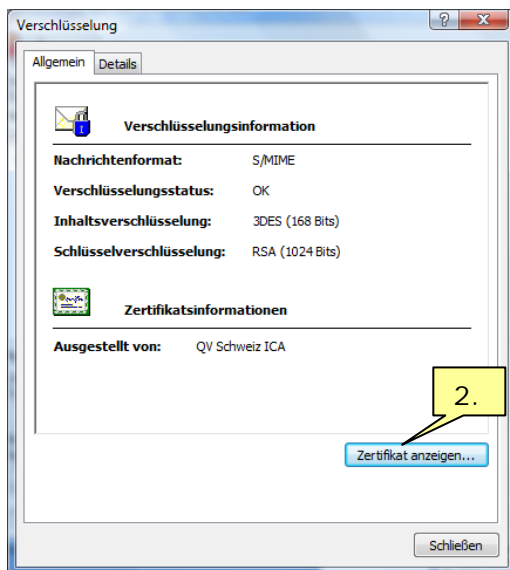 Verschlüsselung
Allgemein Details
Verschlüsselungsinformation
Nachrichtenformat: S/MIME
Verschlüsselungsstatus: OK
Inhaltsverschlüsselung: 3DES (168 Bits)
Schlüsselverschlüsselung: RSA (1024 Bits)
Zertifikatsinformationen
Ausgestellt von: QV Schweiz ICA
2.
Zertifikat anzeigen...
Schließen